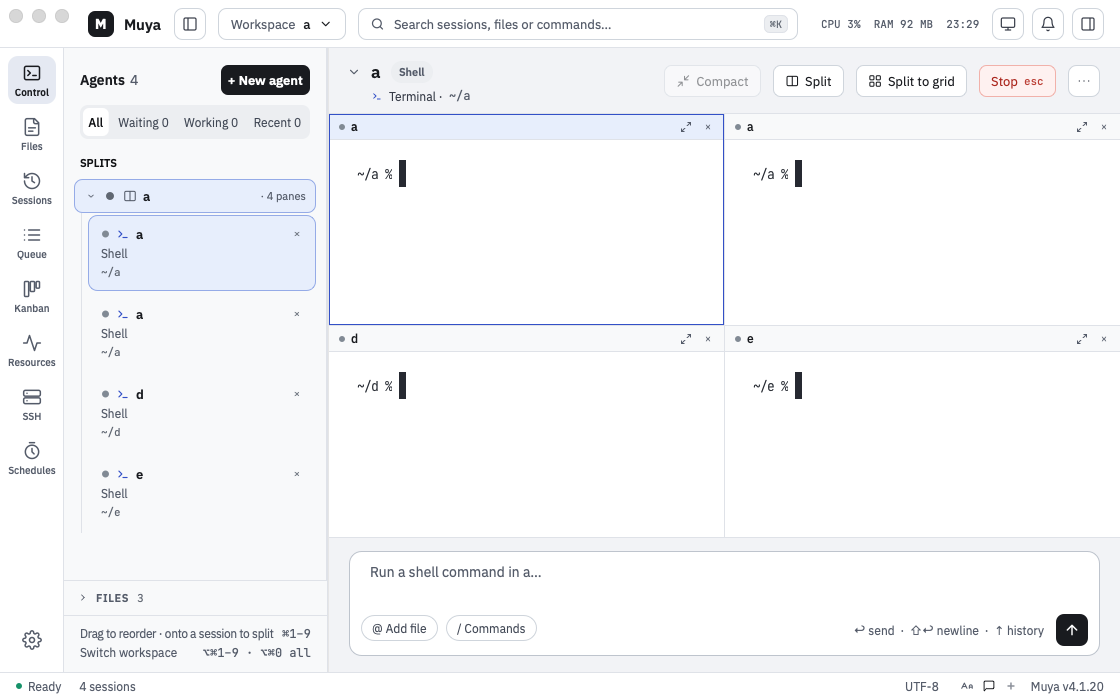 M Muya Workspace a Search sessions, files or commands... ⌘K CPU 3% RAM 92 MB 23:29
Control
Files
Sessions
Queue
Kanban
Resources
SSH
Schedules
Agents 4 + New agent
All Waiting 0 Working 0 Recent 0
SPLITS
a · 4 panes
a ×
Shell
~/a
a ×
Shell
~/a
d ×
Shell
~/d
e ×
Shell
~/e
FILES 3
Drag to reorder · onto a session to split ⌘1–9
Switch workspace ⌥⌘1–9 · ⌥⌘0 all
a Shell
Terminal · ~/a
Compact Split Split to grid Stop esc ···
a ×
~/a %
a ×
~/a %
d ×
~/d %
e ×
~/e %
Run a shell command in a...
@ Add file / Commands
↩ send · ⇧↩ newline · ↑ history
Ready 4 sessions UTF-8 Aa + Muya v4.1.20